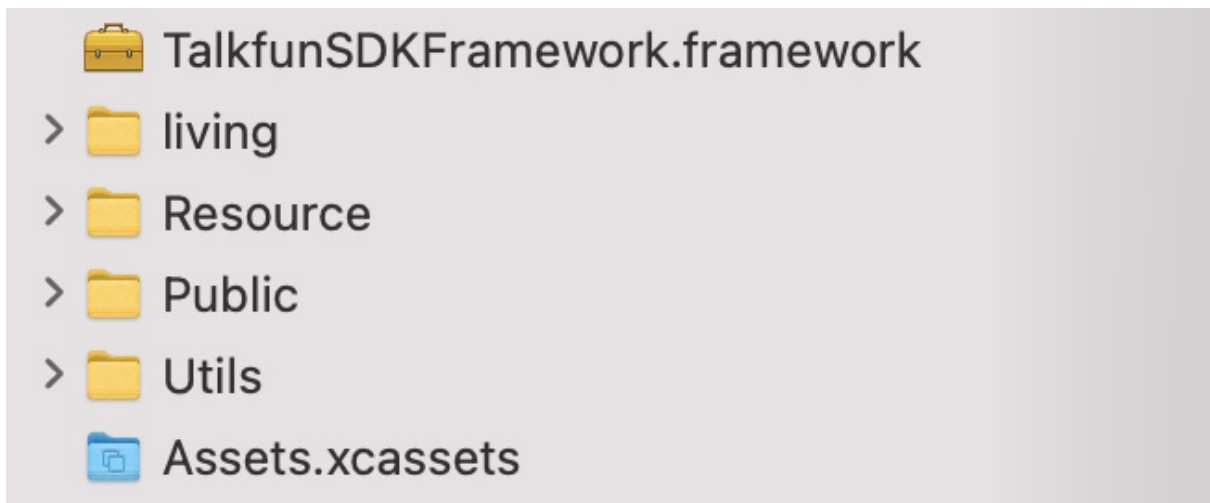 TalkfunSDKFramework.framework
living
Resource
Public
Utils
Assets.xcassets